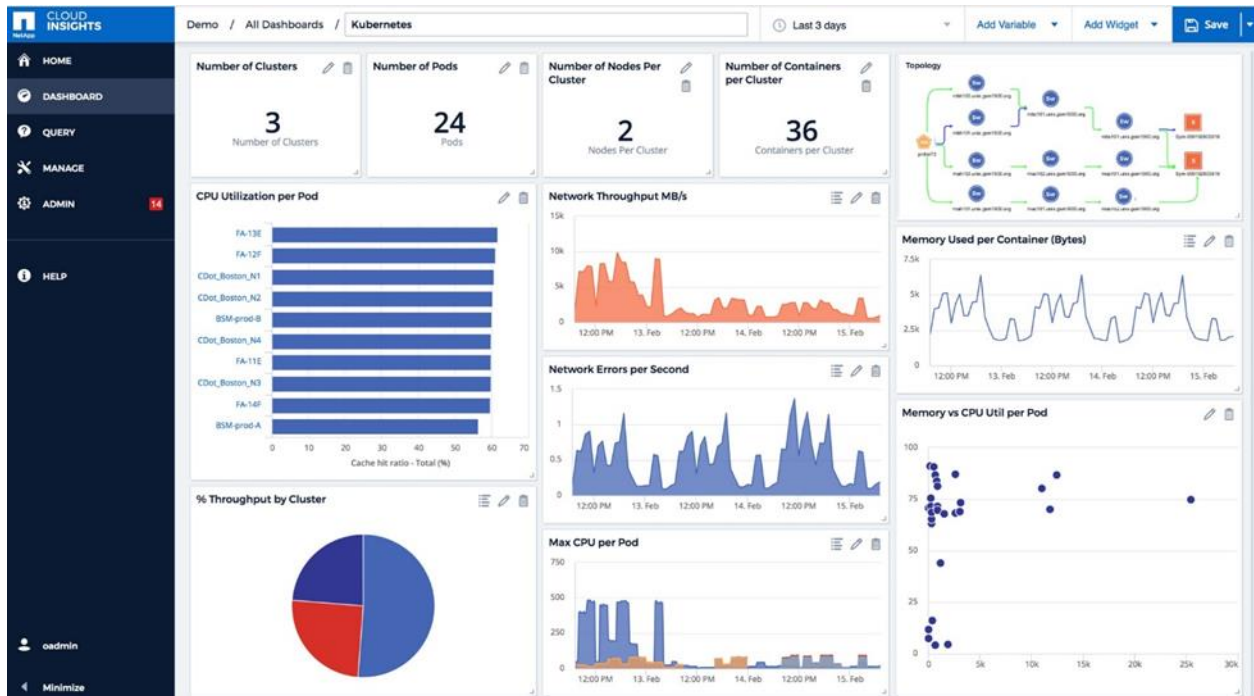 CLOUD
INSIGHTS
NetApp
Demo / All Dashboards / Kubernetes
Last 3 days
Add Variable
Add Widget
Save
HOME
DASHBOARD
QUERY
MANAGE
ADMIN 14
HELP
oadmin
Minimize
Number of Clusters
3
Number of Clusters
Number of Pods
24
Pods
Number of Nodes Per
Cluster
2
Nodes Per Cluster
Number of Containers
per Cluster
36
Containers per Cluster
Topology
CPU Utilization per Pod
FA-13E
FA-12F
CDot_Boston_N1
CDot_Boston_N2
BSM-prod-B
CDot_Boston_N4
FA-11E
CDot_Boston_N3
FA-14F
BSM-prod-A
0 10 20 30 40 50 60 70
Cache hit ratio - Total (%)
Network Throughput MB/s
15k
10k
5k
0
12:00 PM 13. Feb 12:00 PM 14. Feb 12:00 PM 15. Feb
Memory Used per Container (Bytes)
7.5k
5k
2.5k
0
12:00 PM 13. Feb 12:00 PM 14. Feb 12:00 PM 15. Feb
Network Errors per Second
1.5
1
0.5
0
12:00 PM 13. Feb 12:00 PM 14. Feb 12:00 PM 15. Feb
Memory vs CPU Util per Pod
100
75
50
25
0
0 5k 10k 15k 20k 25k 30k
% Throughput by Cluster
Max CPU per Pod
750
500
250
0
12:00 PM 13. Feb 12:00 PM 14. Feb 12:00 PM 15. Feb